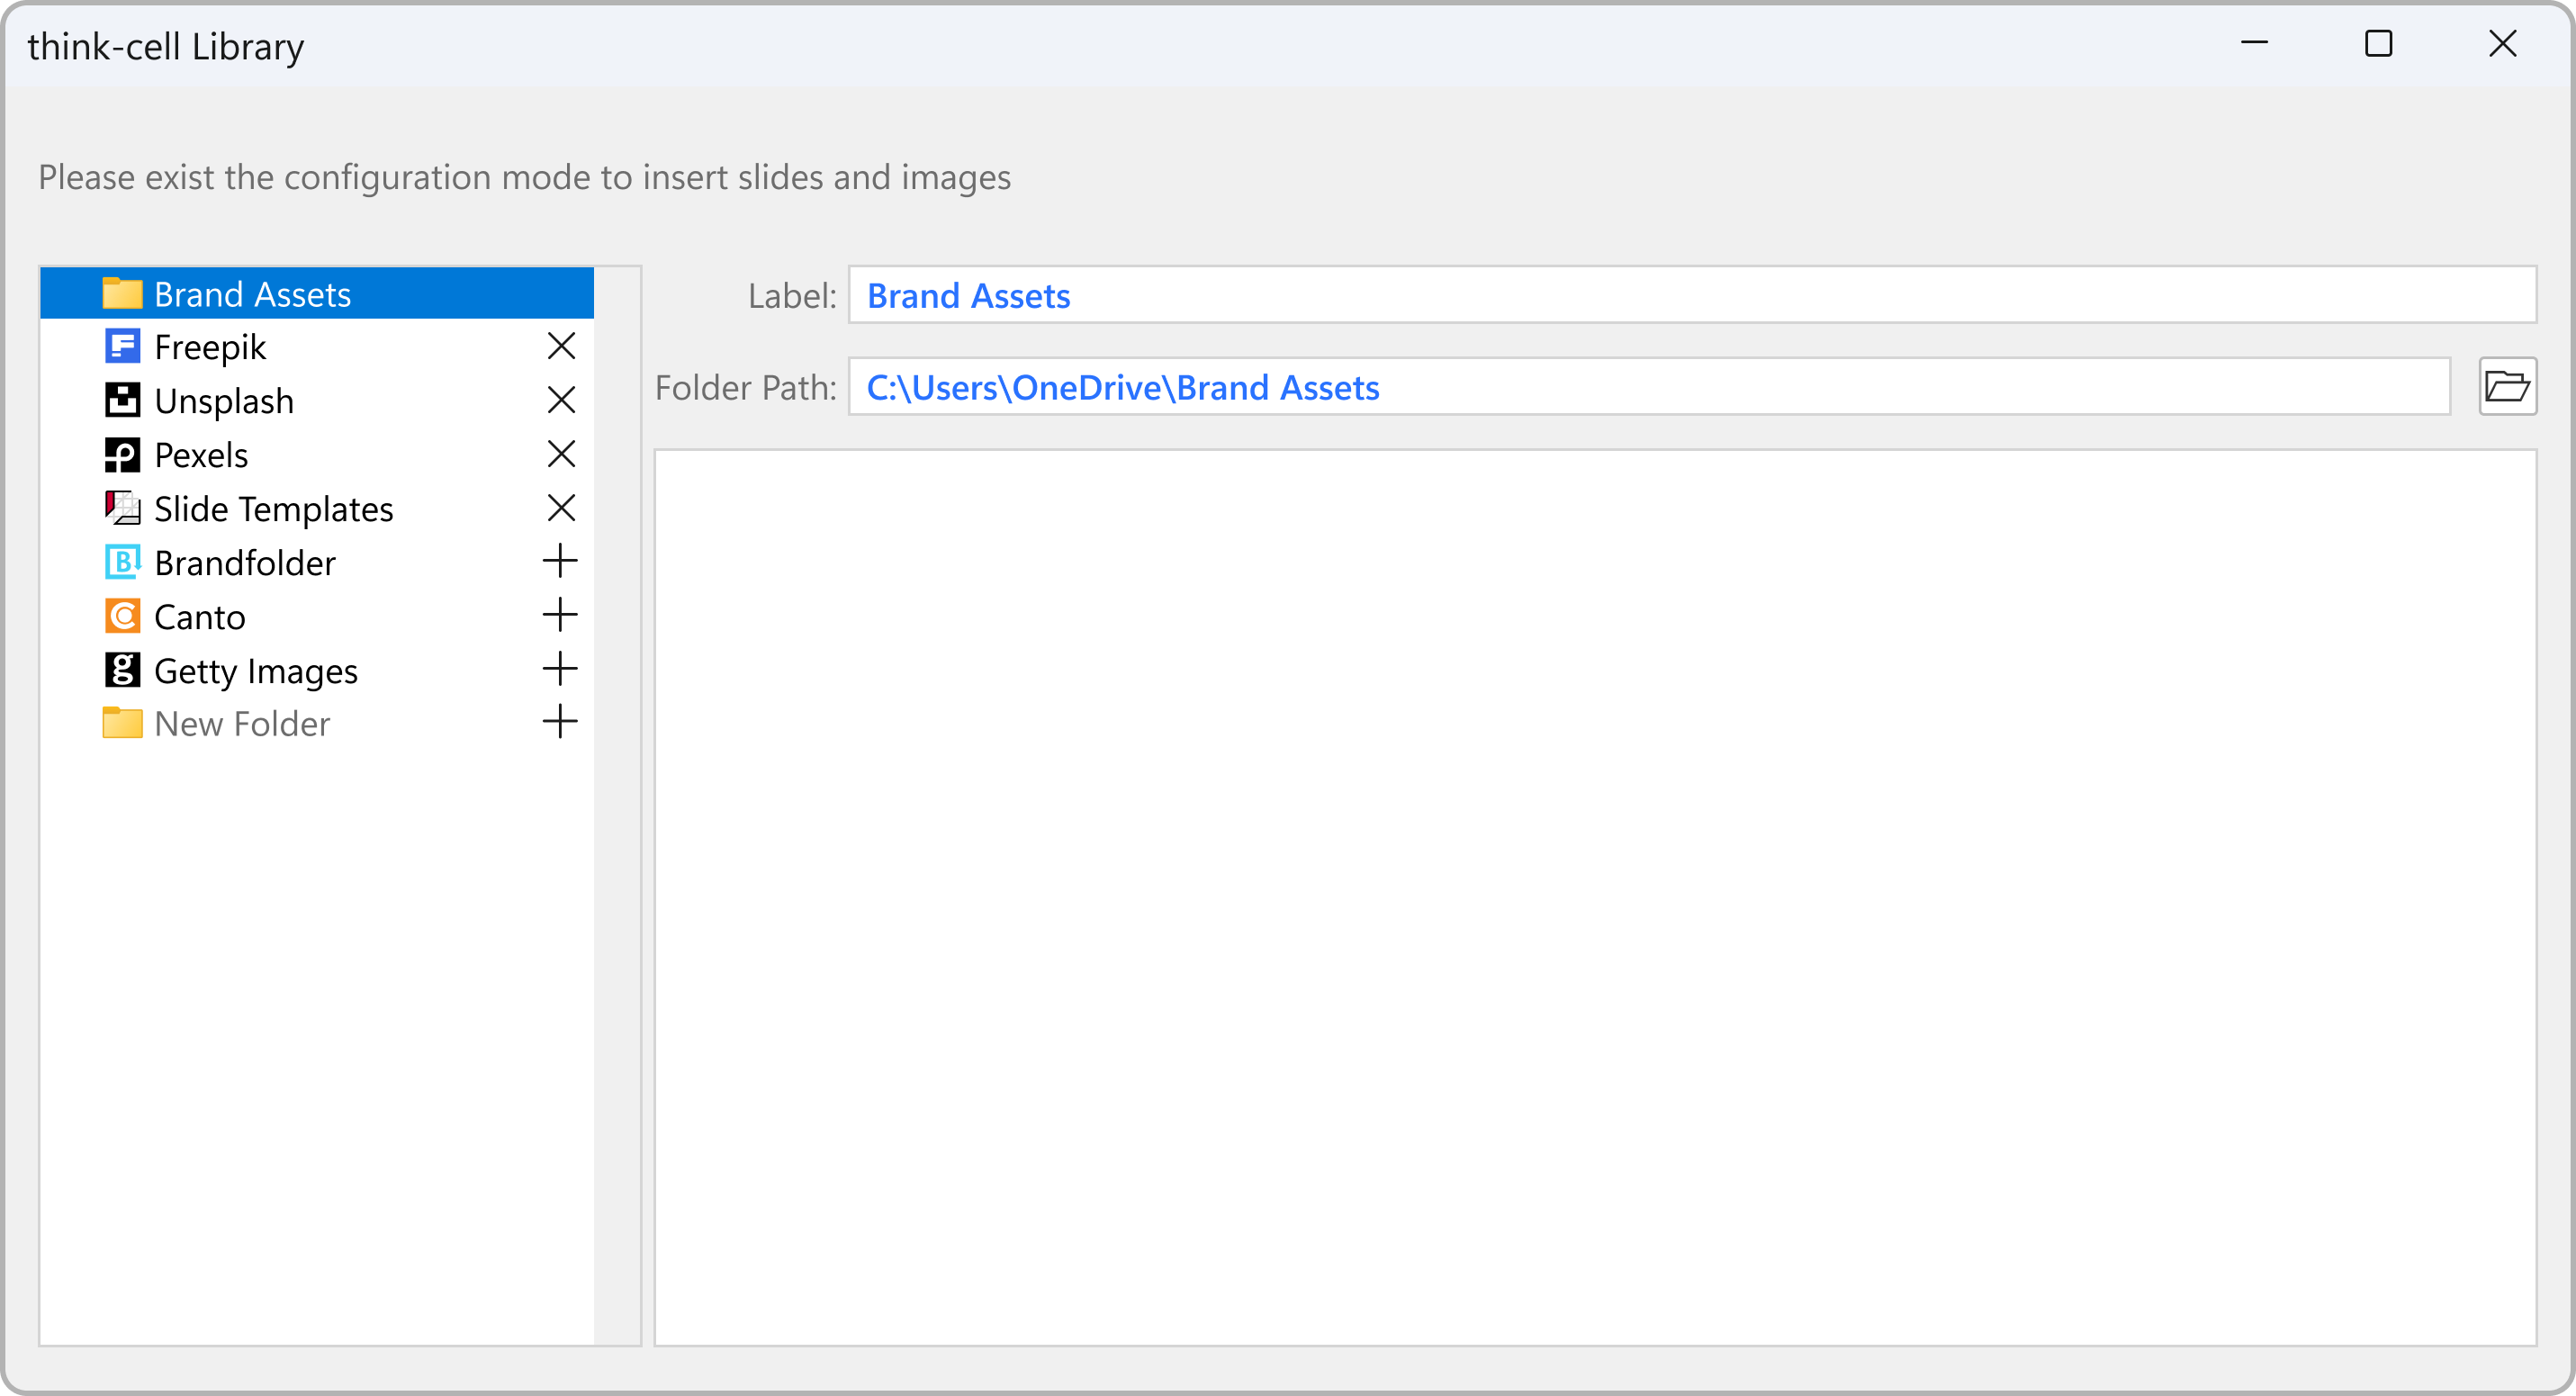 think-cell Library
Please exist the configuration mode to insert slides and images
Brand Assets
Freepik
Unsplash
Pexels
Slide Templates
Brandfolder
Canto
Getty Images
New Folder
Label: Brand Assets
Folder Path: C:\Users\OneDrive\Brand Assets